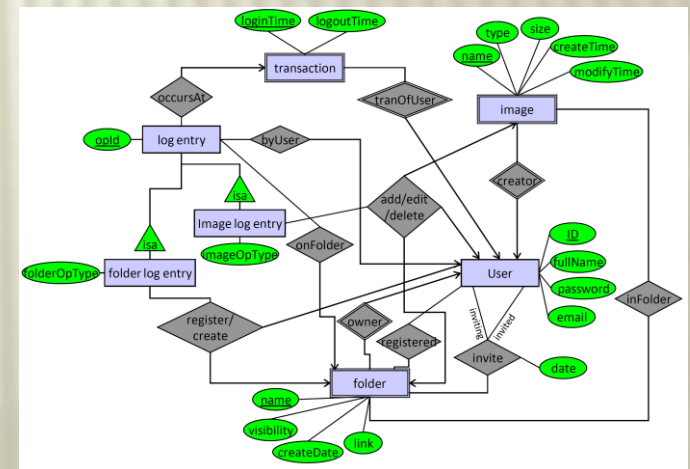 loginTime
logoutTime
transaction
type
size
createTime
name
modifyTime
image
occursAt
tranOfUser
opId
log entry
byUser
add/edit
/delete
creator
isa
Image log entry
imageOpType
onFolder
isa
folderOpType
folder log entry
User
ID
fullName
password
email
inFolder
register/
create
owner
registered
inviting
invited
invite
date
folder
name
visibility
createDate
link